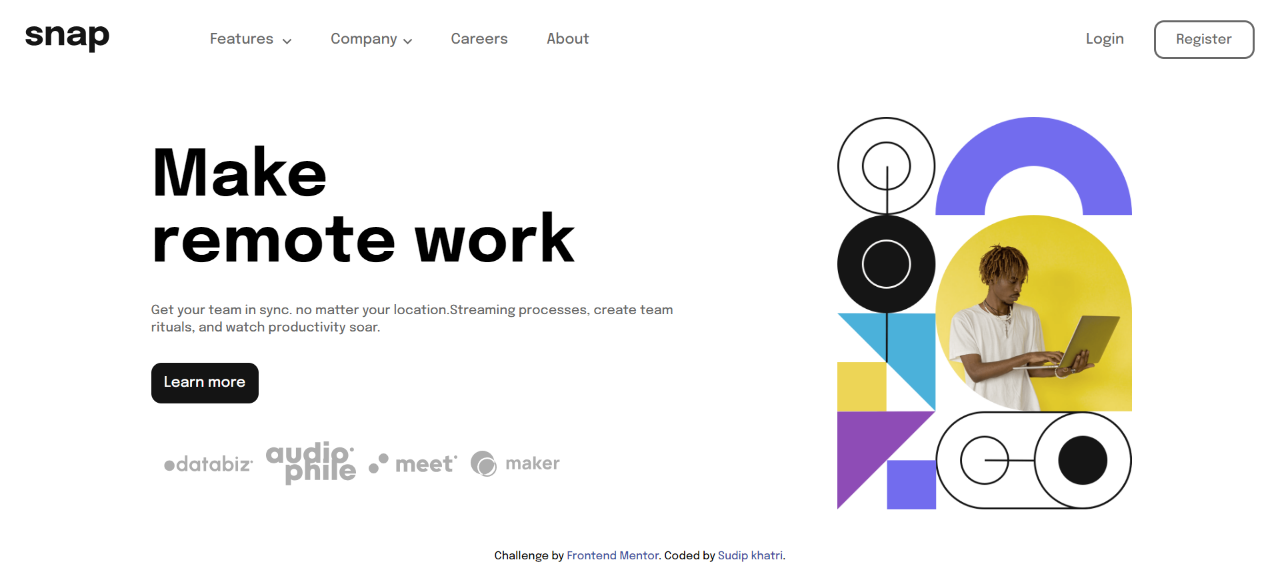 snap
Features
Company
Careers
About
Login
Register
Make
remote work
Get your team in sync. no matter your location.Streaming processes, create team
rituals, and watch productivity soar.
Learn more
databiz
audio
phile
meet
maker
Challenge by Frontend Mentor. Coded by Sudip khatri.